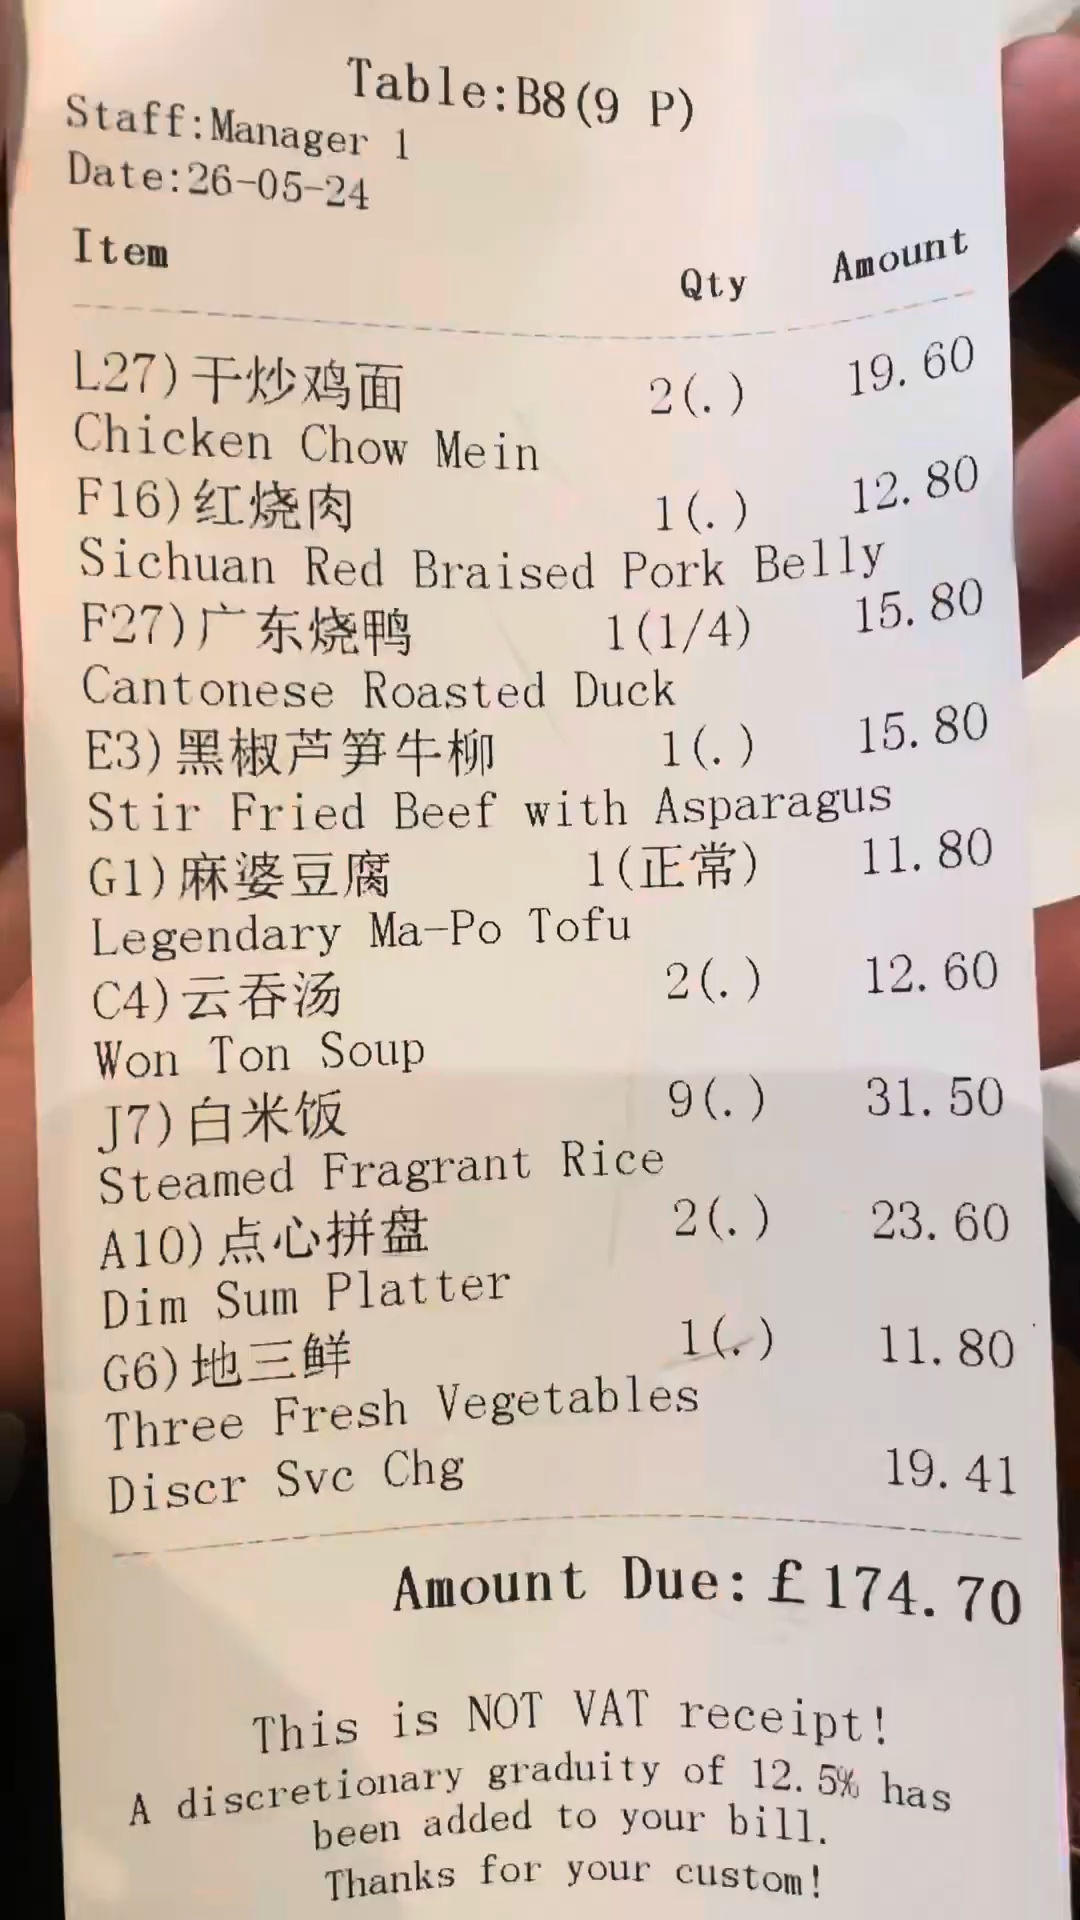 Table:B8(9 P)
Staff:Manager 1
Date:26-05-24
Item Qty Amount
L27)干炒鸡面 2(.) 19.60
Chicken Chow Mein
F16)红烧肉 1(.) 12.80
Sichuan Red Braised Pork Belly
F27)广东烧鸭 1(1/4) 15.80
Cantonese Roasted Duck
E3)黑椒芦笋牛柳 1(.) 15.80
Stir Fried Beef with Asparagus
G1)麻婆豆腐 1(正常) 11.80
Legendary Ma-Po Tofu
C4)云吞汤 2(.) 12.60
Won Ton Soup
J7)白米饭 9(.) 31.50
Steamed Fragrant Rice
A10)点心拼盘 2(.) 23.60
Dim Sum Platter
G6)地三鲜 1(.) 11.80
Three Fresh Vegetables
Discr Svc Chg 19.41
Amount Due:£174.70
This is NOT VAT receipt!
A discretionary graduity of 12.5% has
been added to your bill.
Thanks for your custom!